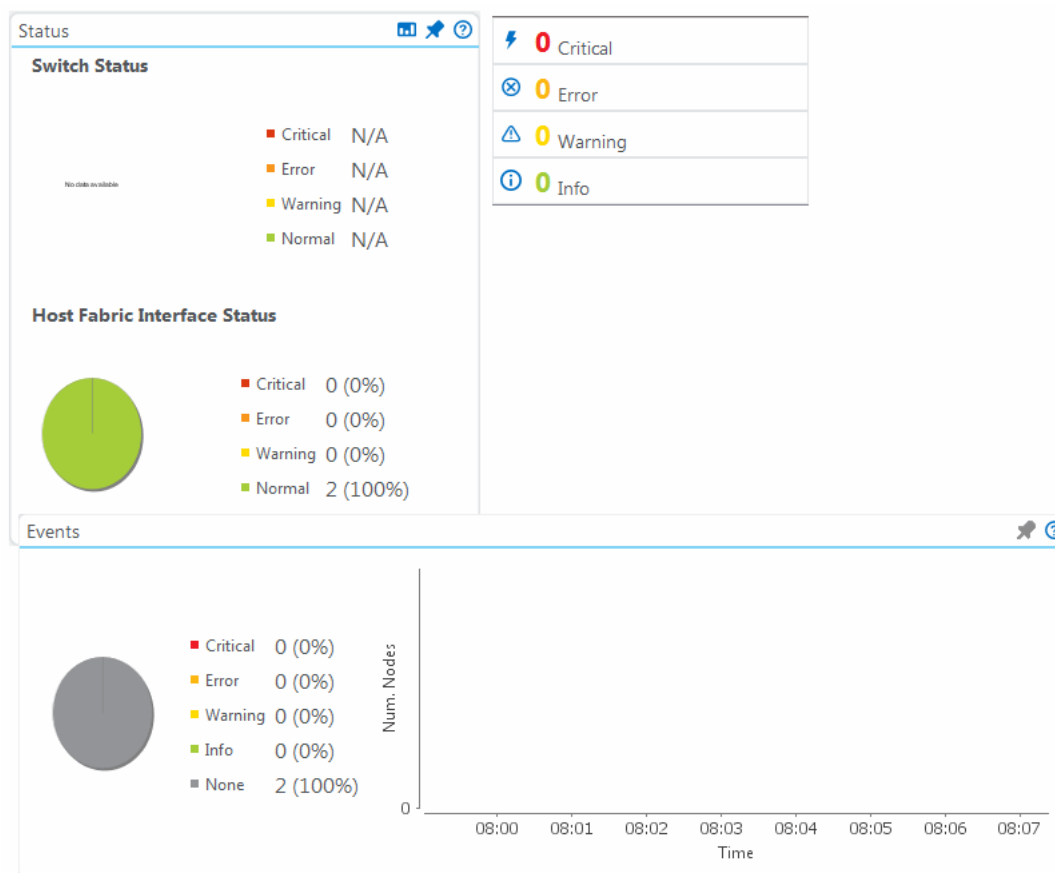 Status
Switch Status
No data available
Critical N/A
Error N/A
Warning N/A
Normal N/A
0 Critical
0 Error
0 Warning
0 Info
Host Fabric Interface Status
Critical 0 (0%)
Error 0 (0%)
Warning 0 (0%)
Normal 2 (100%)
Events
Critical 0 (0%)
Error 0 (0%)
Warning 0 (0%)
Info 0 (0%)
None 2 (100%)
Num. Nodes
0
08:00 08:01 08:02 08:03 08:04 08:05 08:06 08:07
Time